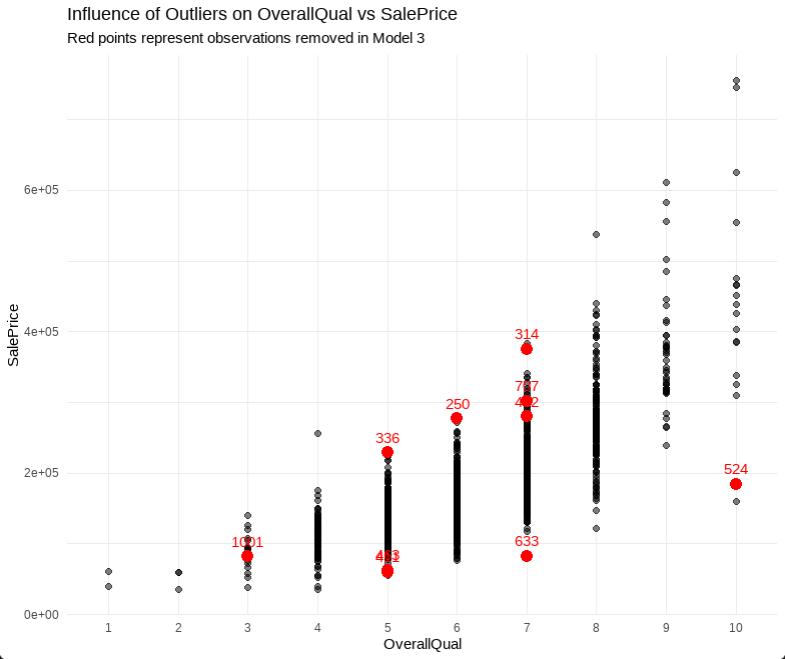 Influence of Outliers on OverallQual vs SalePrice
Red points represent observations removed in Model 3
SalePrice
6e+05
4e+05
2e+05
0e+00
314
250
336
524
1001
633
1
2
3
4
5
6
7
8
9
10
OverallQual